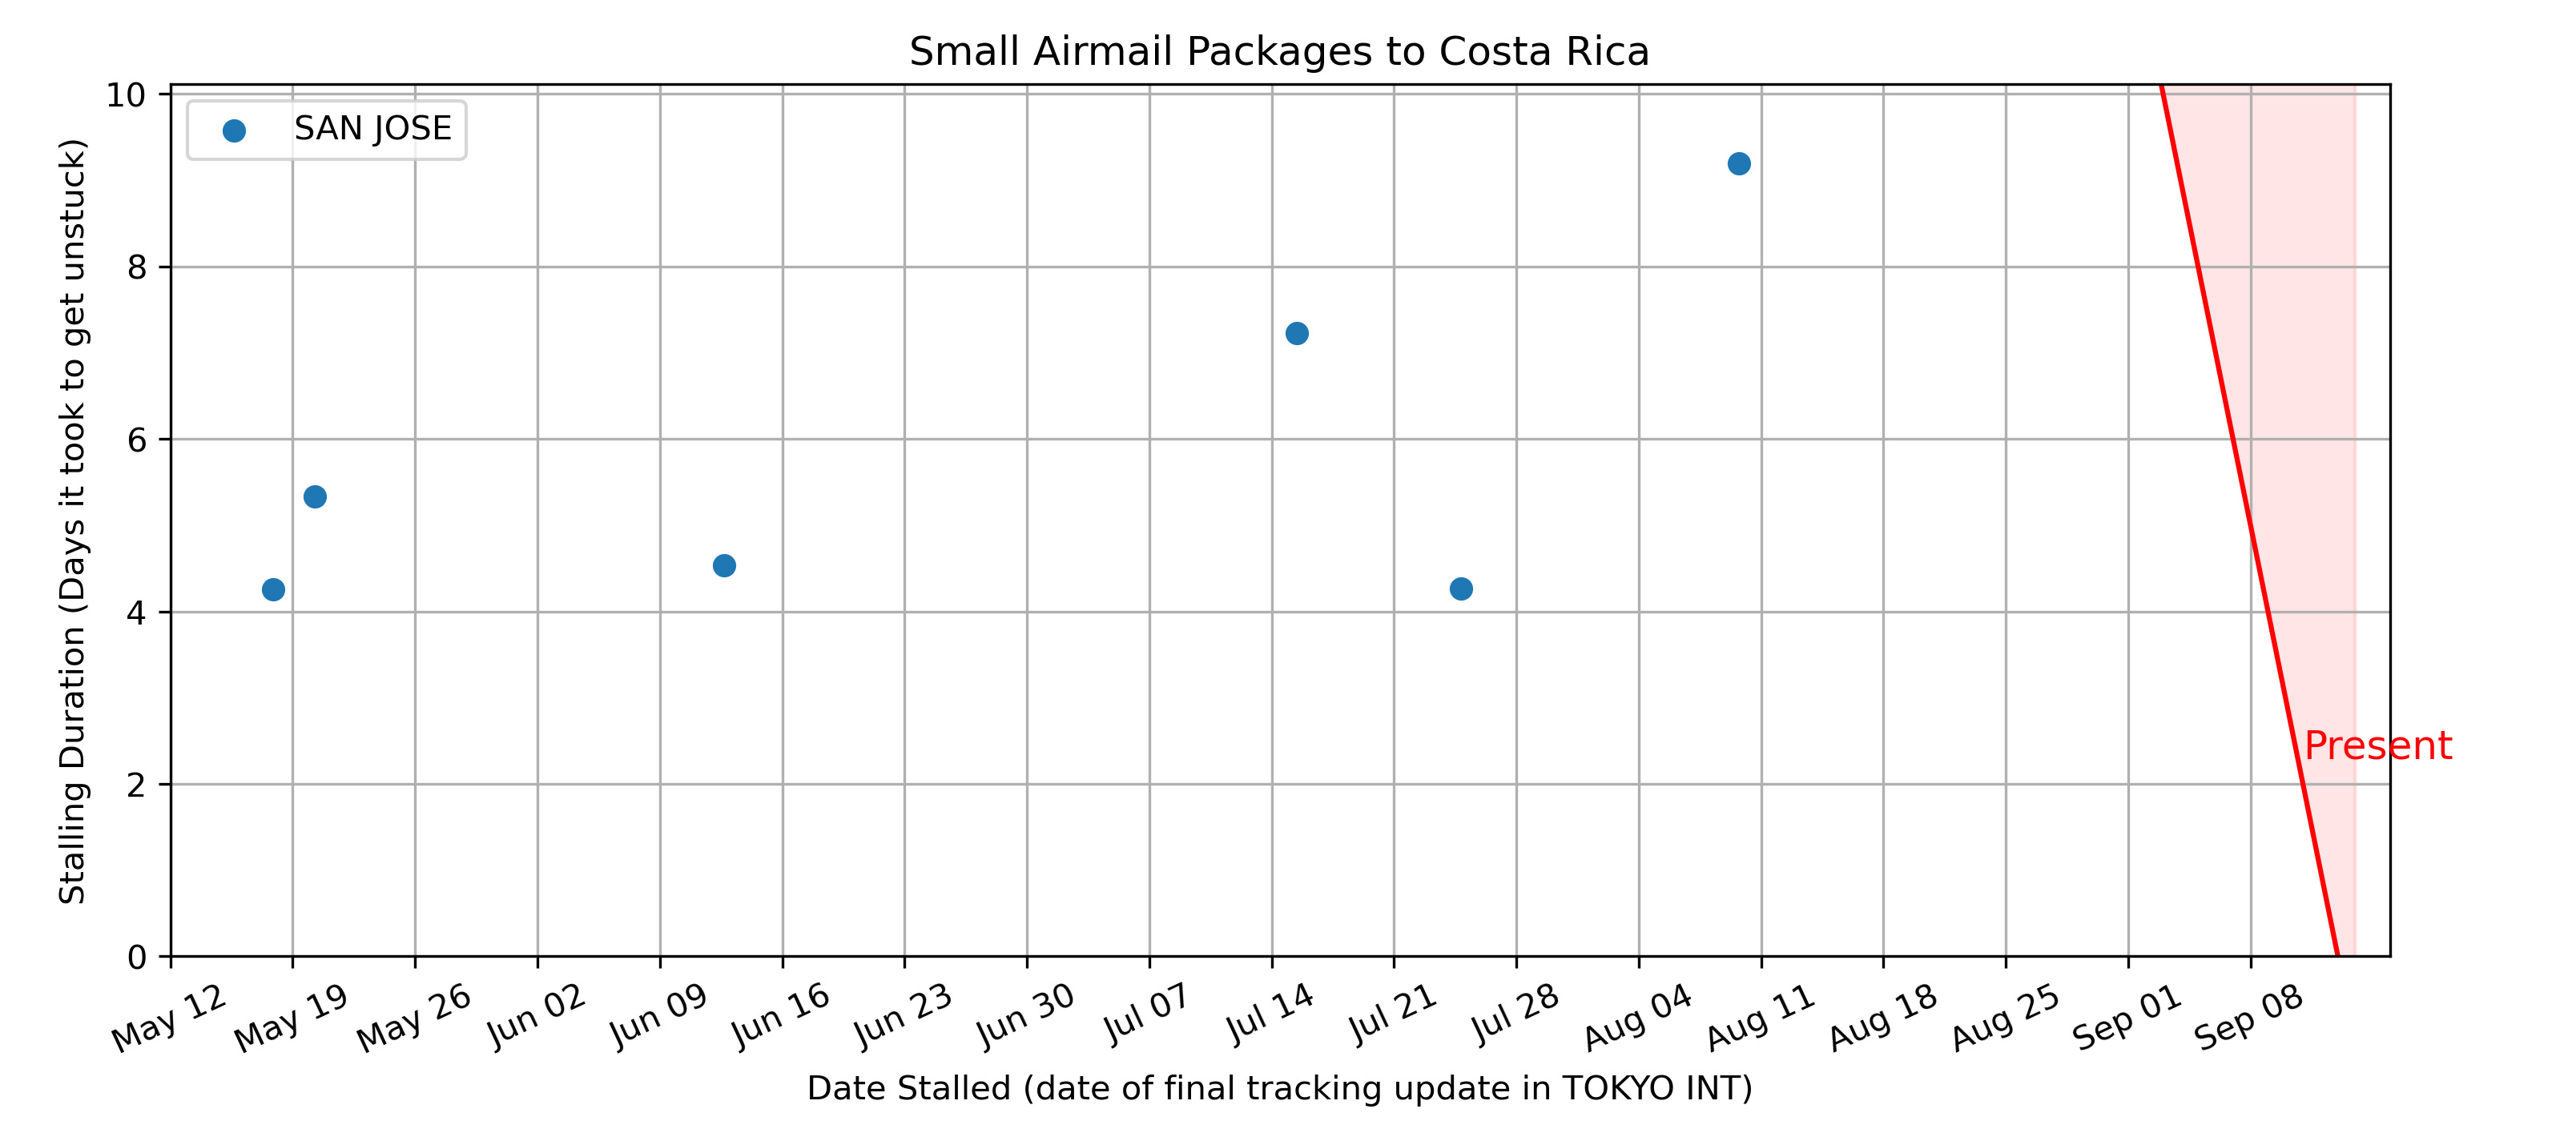 Small Airmail Packages to Costa Rica
SAN JOSE
Stalling Duration (Days it took to get unstuck)
10
8
6
4
2
0
Present
May 12
May 19
May 26
Jun 02
Jun 09
Jun 16
Jun 23
Jun 30
Jul 07
Jul 14
Jul 21
Jul 28
Aug 04
Aug 11
Aug 18
Aug 25
Sep 01
Sep 08
Date Stalled (date of final tracking update in TOKYO INT)